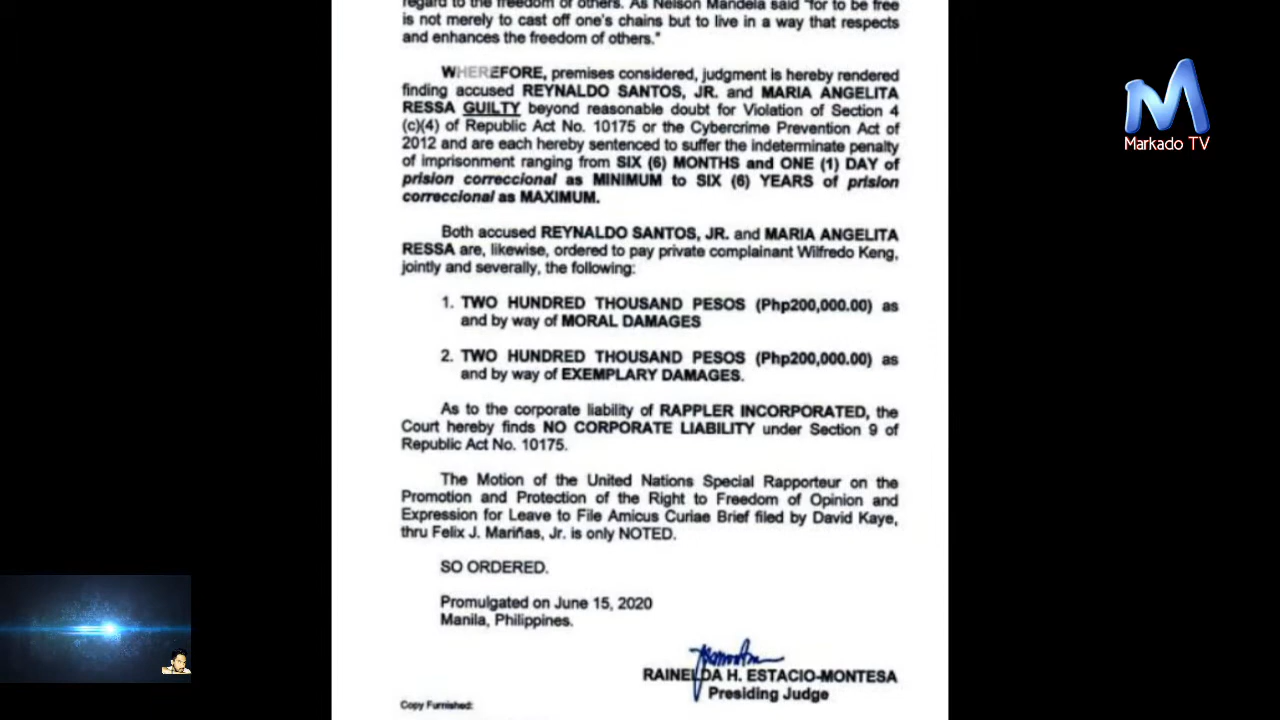 regard to the freedom of others. As Nelson Mandela said "for to be free
is not merely to cast off one's chains but to live in a way that respects
and enhances the freedom of others."
WHEREFORE, premises considered, judgment is hereby rendered
finding accused REYNALDO SANTOS, JR. and MARIA ANGELITA
RESSA GUILTY beyond reasonable doubt for Violation of Section 4
(c)(4) of Republic Act No. 10175 or the Cybercrime Prevention Act of
2012 and are each hereby sentenced to suffer the indeterminate penalty
of imprisonment ranging from SIX (6) MONTHS and ONE (1) DAY of
prision correccional as MINIMUM to SIX (6) YEARS of prision
correccional as MAXIMUM.
Both accused REYNALDO SANTOS, JR. and MARIA ANGELITA
RESSA are, likewise, ordered to pay private complainant Wilfredo Keng,
jointly and severally, the following:
1. TWO HUNDRED THOUSAND PESOS (Php200,000.00) as
and by way of MORAL DAMAGES
2. TWO HUNDRED THOUSAND PESOS (Php200,000.00) as
and by way of EXEMPLARY DAMAGES.
As to the corporate liability of RAPPLER INCORPORATED, the
Court hereby finds NO CORPORATE LIABILITY under Section 9 of
Republic Act No. 10175.
The Motion of the United Nations Special Rapporteur on the
Promotion and Protection of the Right to Freedom of Opinion and
Expression for Leave to File Amicus Curiae Brief filed by David Kaye,
thru Felix J. Mariñas, Jr. is only NOTED.
SO ORDERED.
Promulgated on June 15, 2020
Manila, Philippines.
RAINELDA H. ESTACIO-MONTESA
Presiding Judge
Copy Furnished:
M
Markado TV